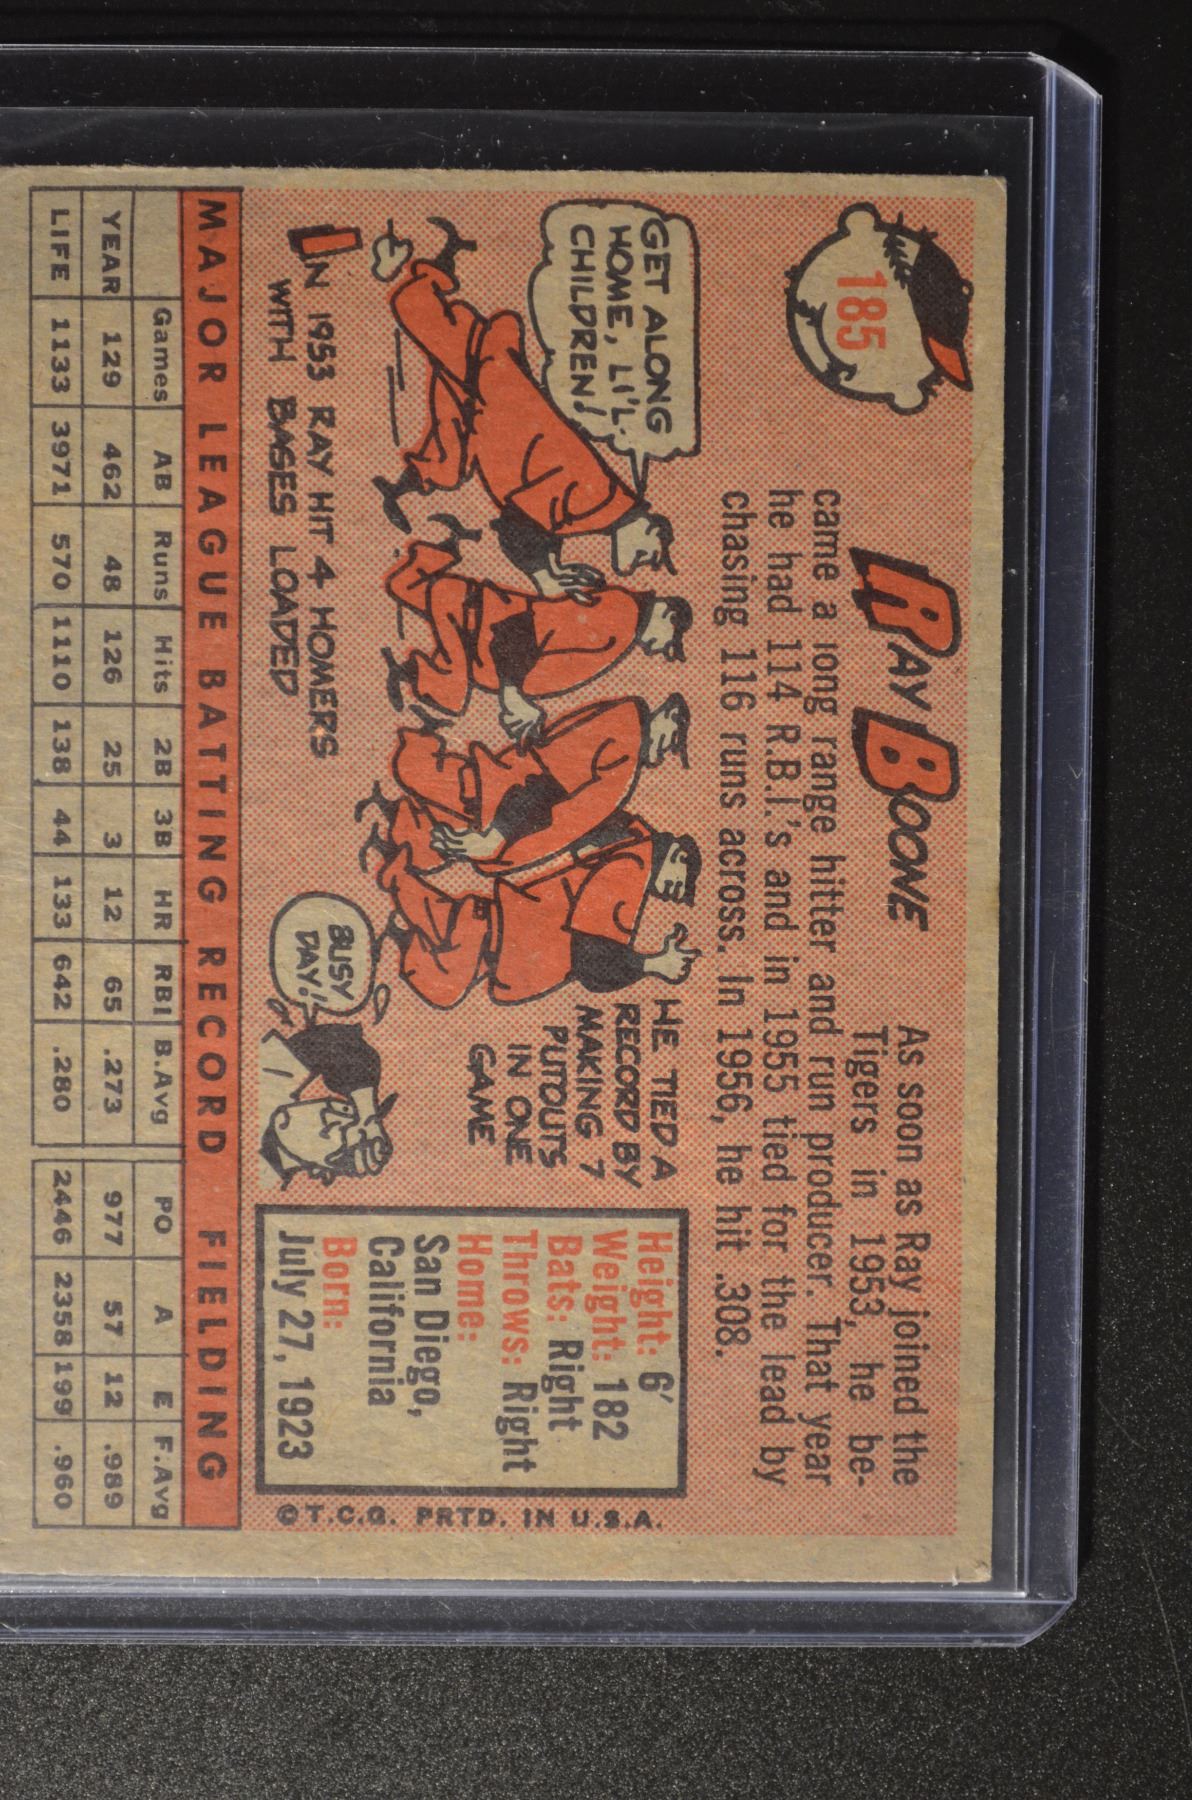 185
RAY BOONE
As soon as Ray joined the
Tigers in 1953, he be-
came a long range hitter and run producer. That year
he had 114 R.B.I.'s and in 1955 tied for the lead by
chasing 116 runs across. In 1956, he hit .308.
GET ALONG
HOME, LI'L
CHILDREN!
IN 1953 RAY HIT 4 HOMERS
WITH BASES LOADED
HE TIED A
RECORD BY
MAKING 7
PUTOUTS
IN ONE
GAME
BUSY
DAY!
Height: 6'
Weight: 182
Bats: Right
Throws: Right
Home:
San Diego,
California
Born:
July 27, 1923
©T.C.G. PRTD. IN U.S.A.
MAJOR LEAGUE BATTING RECORD FIELDING
Games AB Runs Hits 2B 3B HR RBI B.Avg PO A E F.Avg
YEAR 129 462 48 126 25 3 12 65 .273 977 57 12 .989
LIFE 1133 3971 570 1110 138 44 133 642 .280 2446 2358 199 .960